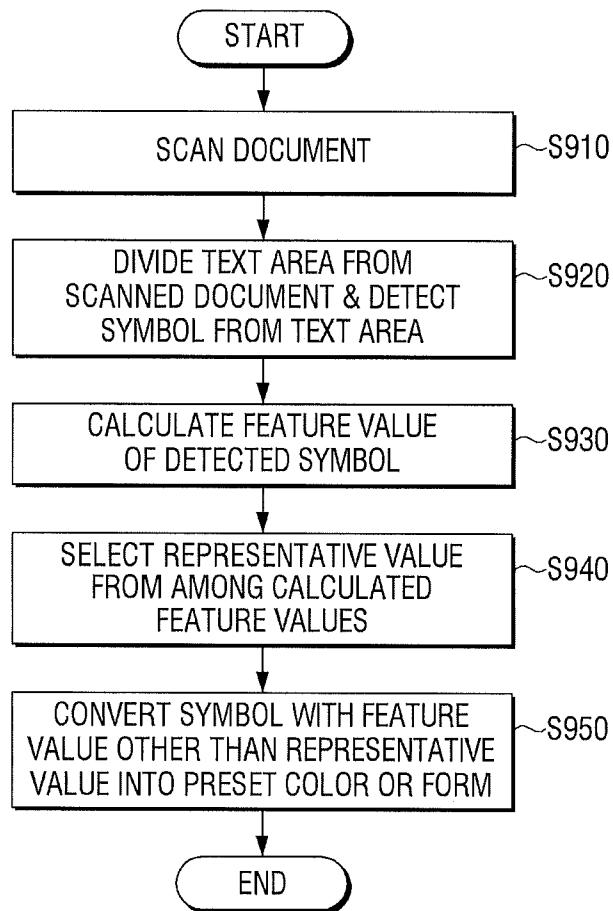 START
SCAN DOCUMENT
S910
DIVIDE TEXT AREA FROM
SCANNED DOCUMENT & DETECT
SYMBOL FROM TEXT AREA
S920
CALCULATE FEATURE VALUE
OF DETECTED SYMBOL
S930
SELECT REPRESENTATIVE VALUE
FROM AMONG CALCULATED
FEATURE VALUES
S940
CONVERT SYMBOL WITH FEATURE
VALUE OTHER THAN REPRESENTATIVE
VALUE INTO PRESET COLOR OR FORM
S950
END